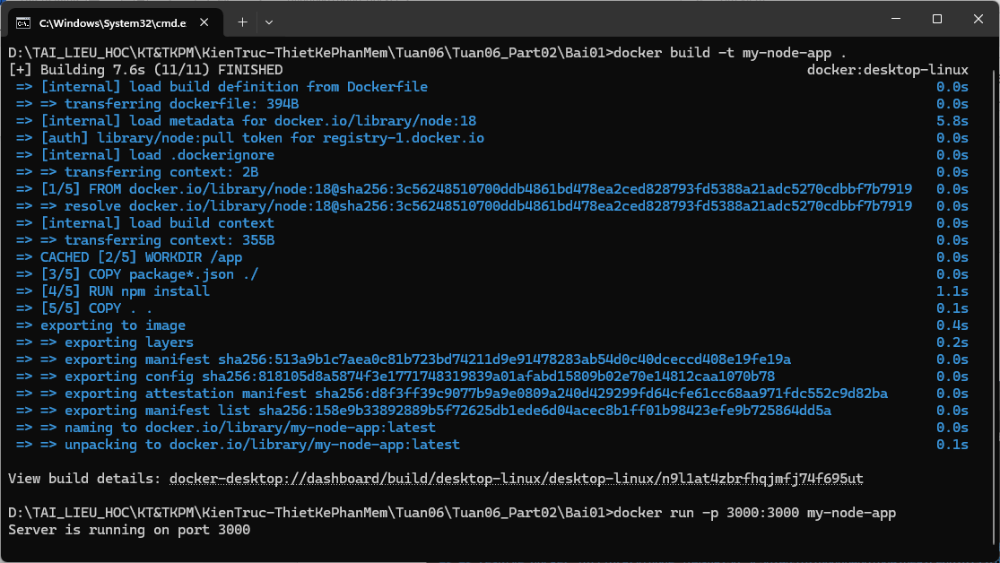 C:\Windows\System32\cmd.e
D:\TAI_LIEU_HOC\KT&TKPM\KienTruc-ThietKePhanMem\Tuan06\Tuan06_Part02\Bai01>docker build -t my-node-app .
[+] Building 7.6s (11/11) FINISHED docker:desktop-linux
=> [internal] load build definition from Dockerfile 0.0s
=> => transferring dockerfile: 394B 0.0s
=> [internal] load metadata for docker.io/library/node:18 5.8s
=> [auth] library/node:pull token for registry-1.docker.io 0.0s
=> [internal] load .dockerignore 0.0s
=> => transferring context: 2B 0.0s
=> [1/5] FROM docker.io/library/node:18@sha256:3c56248510700ddb4861bd478ea2ced828793fd5388a21adc5270cdbbf7b7919 0.0s
=> => resolve docker.io/library/node:18@sha256:3c56248510700ddb4861bd478ea2ced828793fd5388a21adc5270cdbbf7b7919 0.0s
=> [internal] load build context 0.0s
=> => transferring context: 355B 0.0s
=> CACHED [2/5] WORKDIR /app 0.0s
=> [3/5] COPY package*.json ./ 0.0s
=> [4/5] RUN npm install 1.1s
=> [5/5] COPY . . 0.1s
=> exporting to image 0.4s
=> => exporting layers 0.2s
=> => exporting manifest sha256:513a9b1c7aea0c81b723bd74211d9e91478283ab54d0c40dceccd408e19fe19a 0.0s
=> => exporting config sha256:818105d8a5874f3e1771748319839a01afabd15809b02e70e14812caa1070b78 0.0s
=> => exporting attestation manifest sha256:d8f3ff39c9077b9a9e0809a240d429299fd64cfe61cc68aa971fdc552c9d82ba 0.0s
=> => exporting manifest list sha256:158e9b33892889b5f72625db1ede6d04acec8b1ff01b98423efe9b725864dd5a 0.0s
=> => naming to docker.io/library/my-node-app:latest 0.0s
=> => unpacking to docker.io/library/my-node-app:latest 0.1s
View build details: docker-desktop://dashboard/build/desktop-linux/desktop-linux/n9l1at4zbrfhqjmfj74f695ut
D:\TAI_LIEU_HOC\KT&TKPM\KienTruc-ThietKePhanMem\Tuan06\Tuan06_Part02\Bai01>docker run -p 3000:3000 my-node-app
Server is running on port 3000